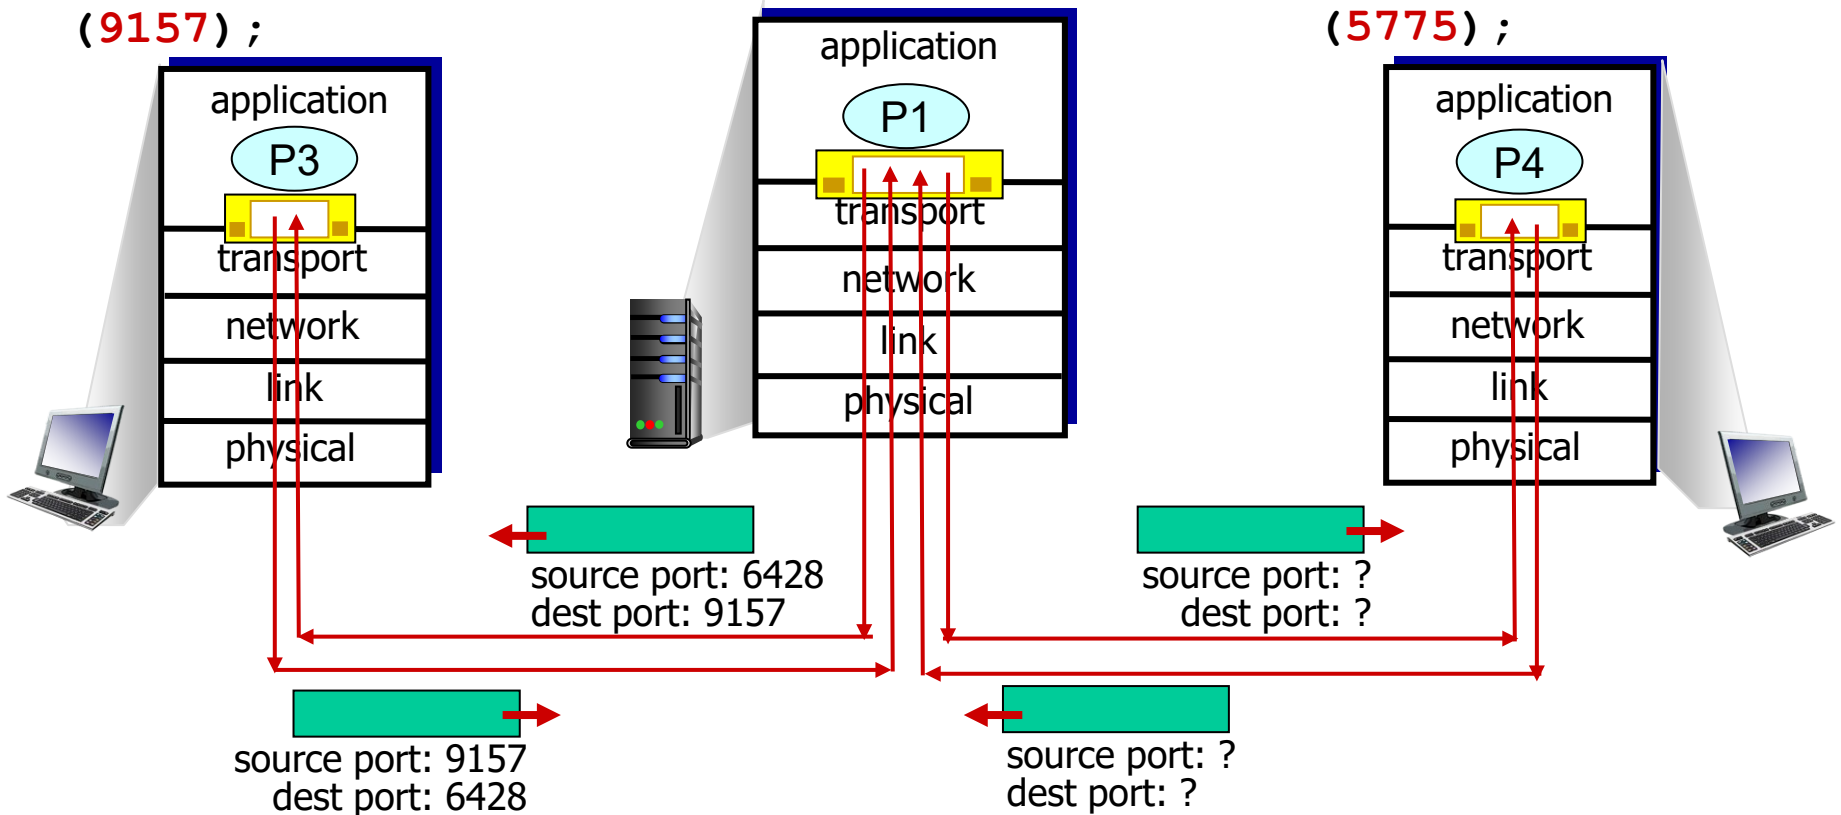 (9157);
application
P3
transport
network
link
physical
application
P1
transport
network
link
physical
(5775);
application
P4
transport
network
link
physical
source port: 6428
dest port: 9157
source port: ?
dest port: ?
source port: 9157
dest port: 6428
source port: ?
dest port: ?